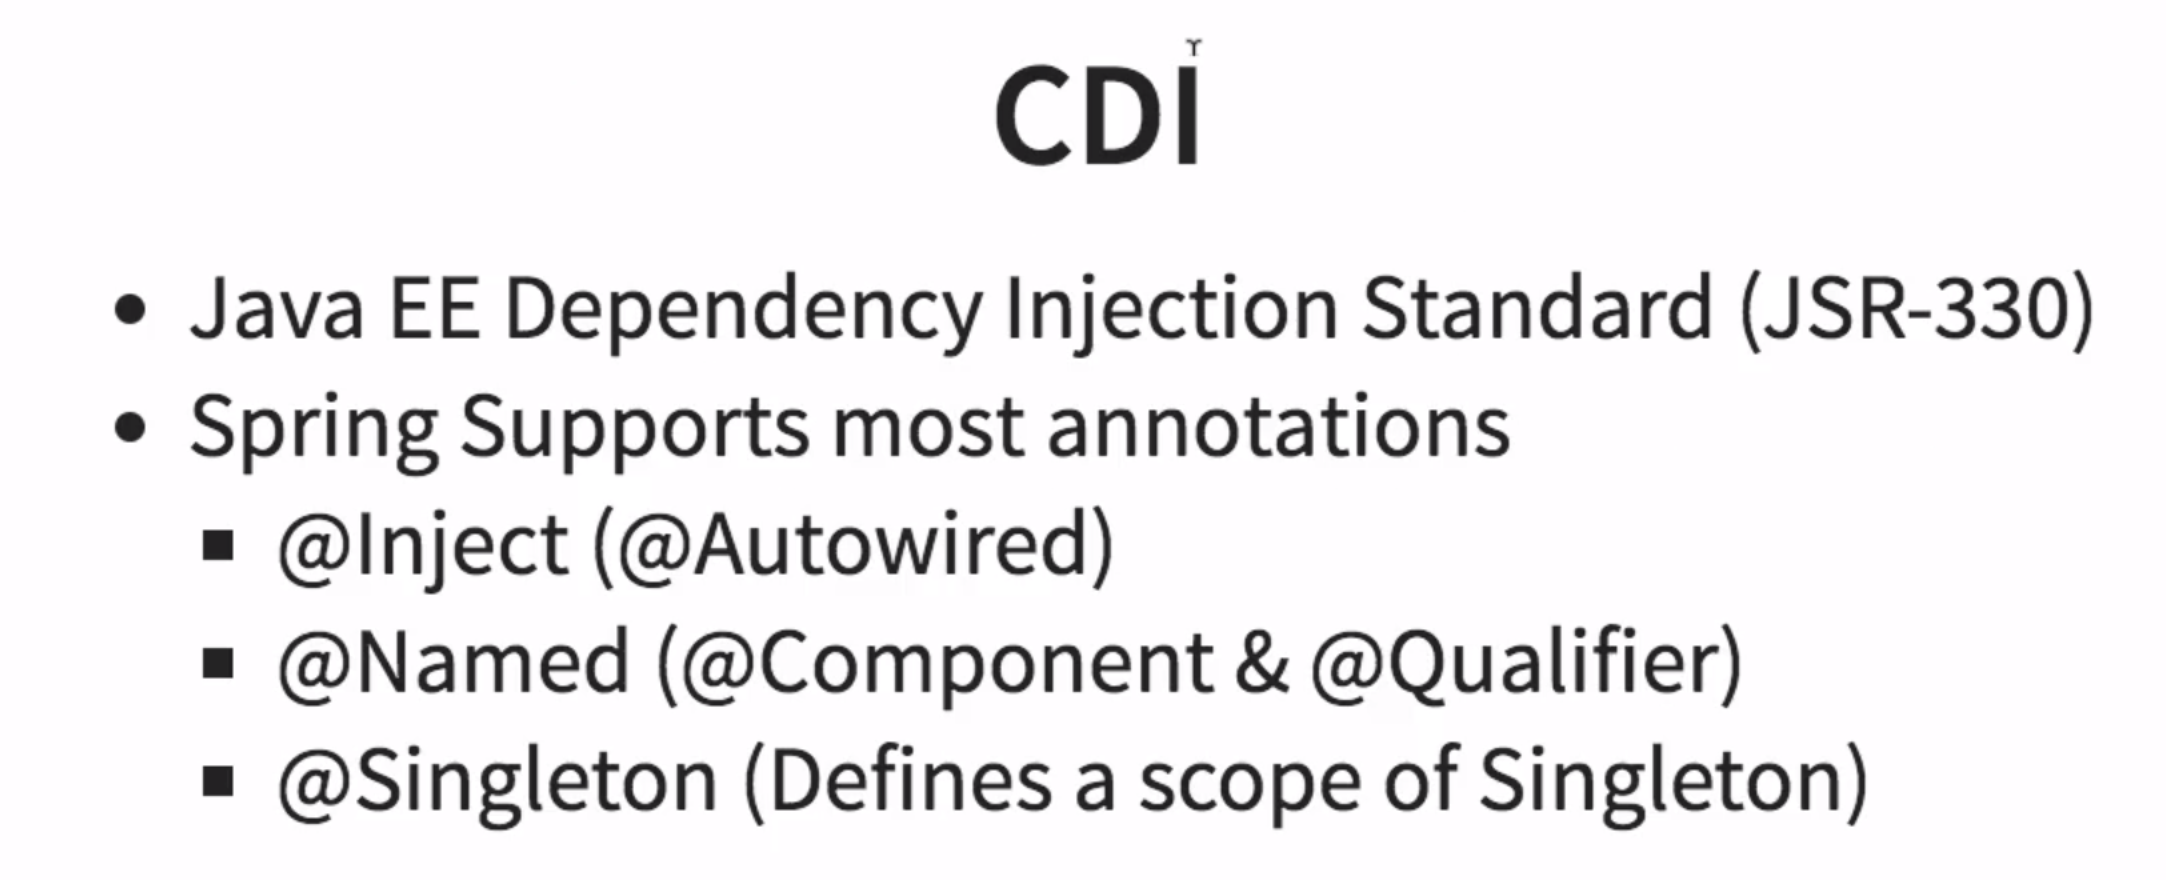 CDI
• Java EE Dependency Injection Standard (JSR-330)
• Spring Supports most annotations
▪ @Inject (@Autowired)
▪ @Named (@Component & @Qualifier)
▪ @Singleton (Defines a scope of Singleton)